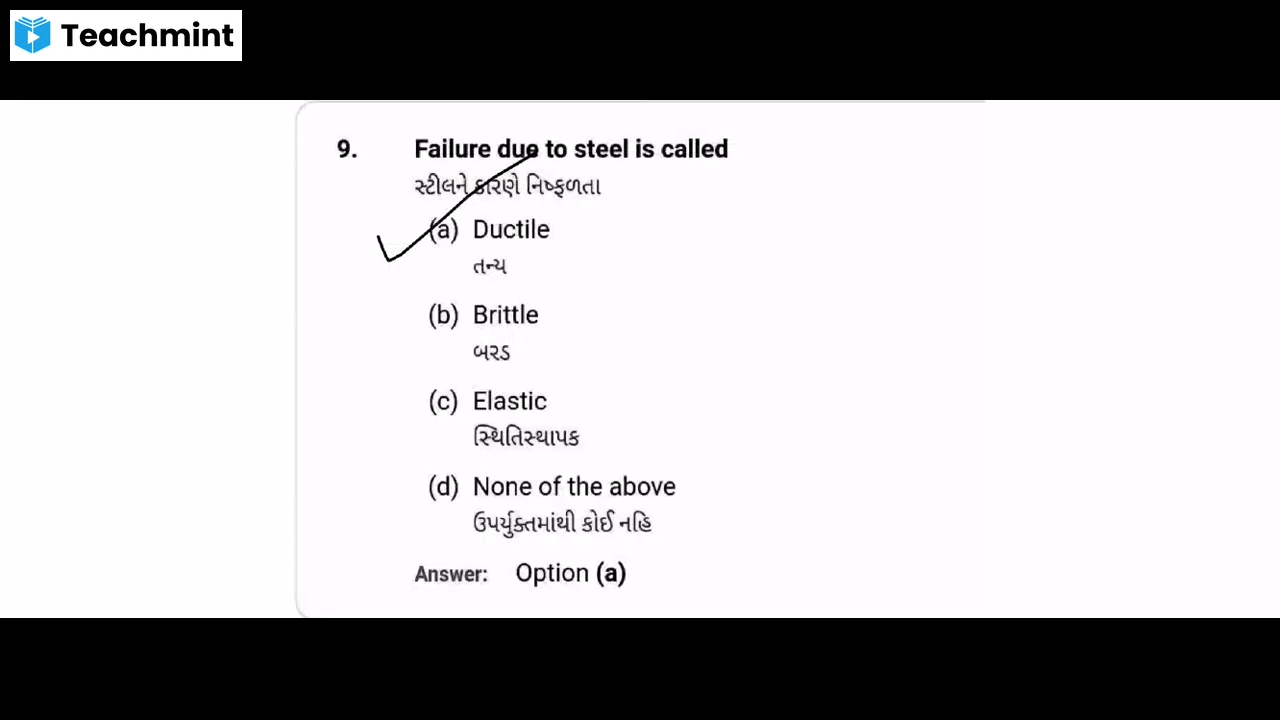 Teachmint
9. Failure due to steel is called
સ્ટીલને કારણે નિષ્ફળતા
(a) Ductile
તન્ય
(b) Brittle
બરડ
(c) Elastic
સ્થિતિસ્થાપક
(d) None of the above
ઉપર્યુક્તમાંથી કોઈ નહિ
Answer: Option (a)